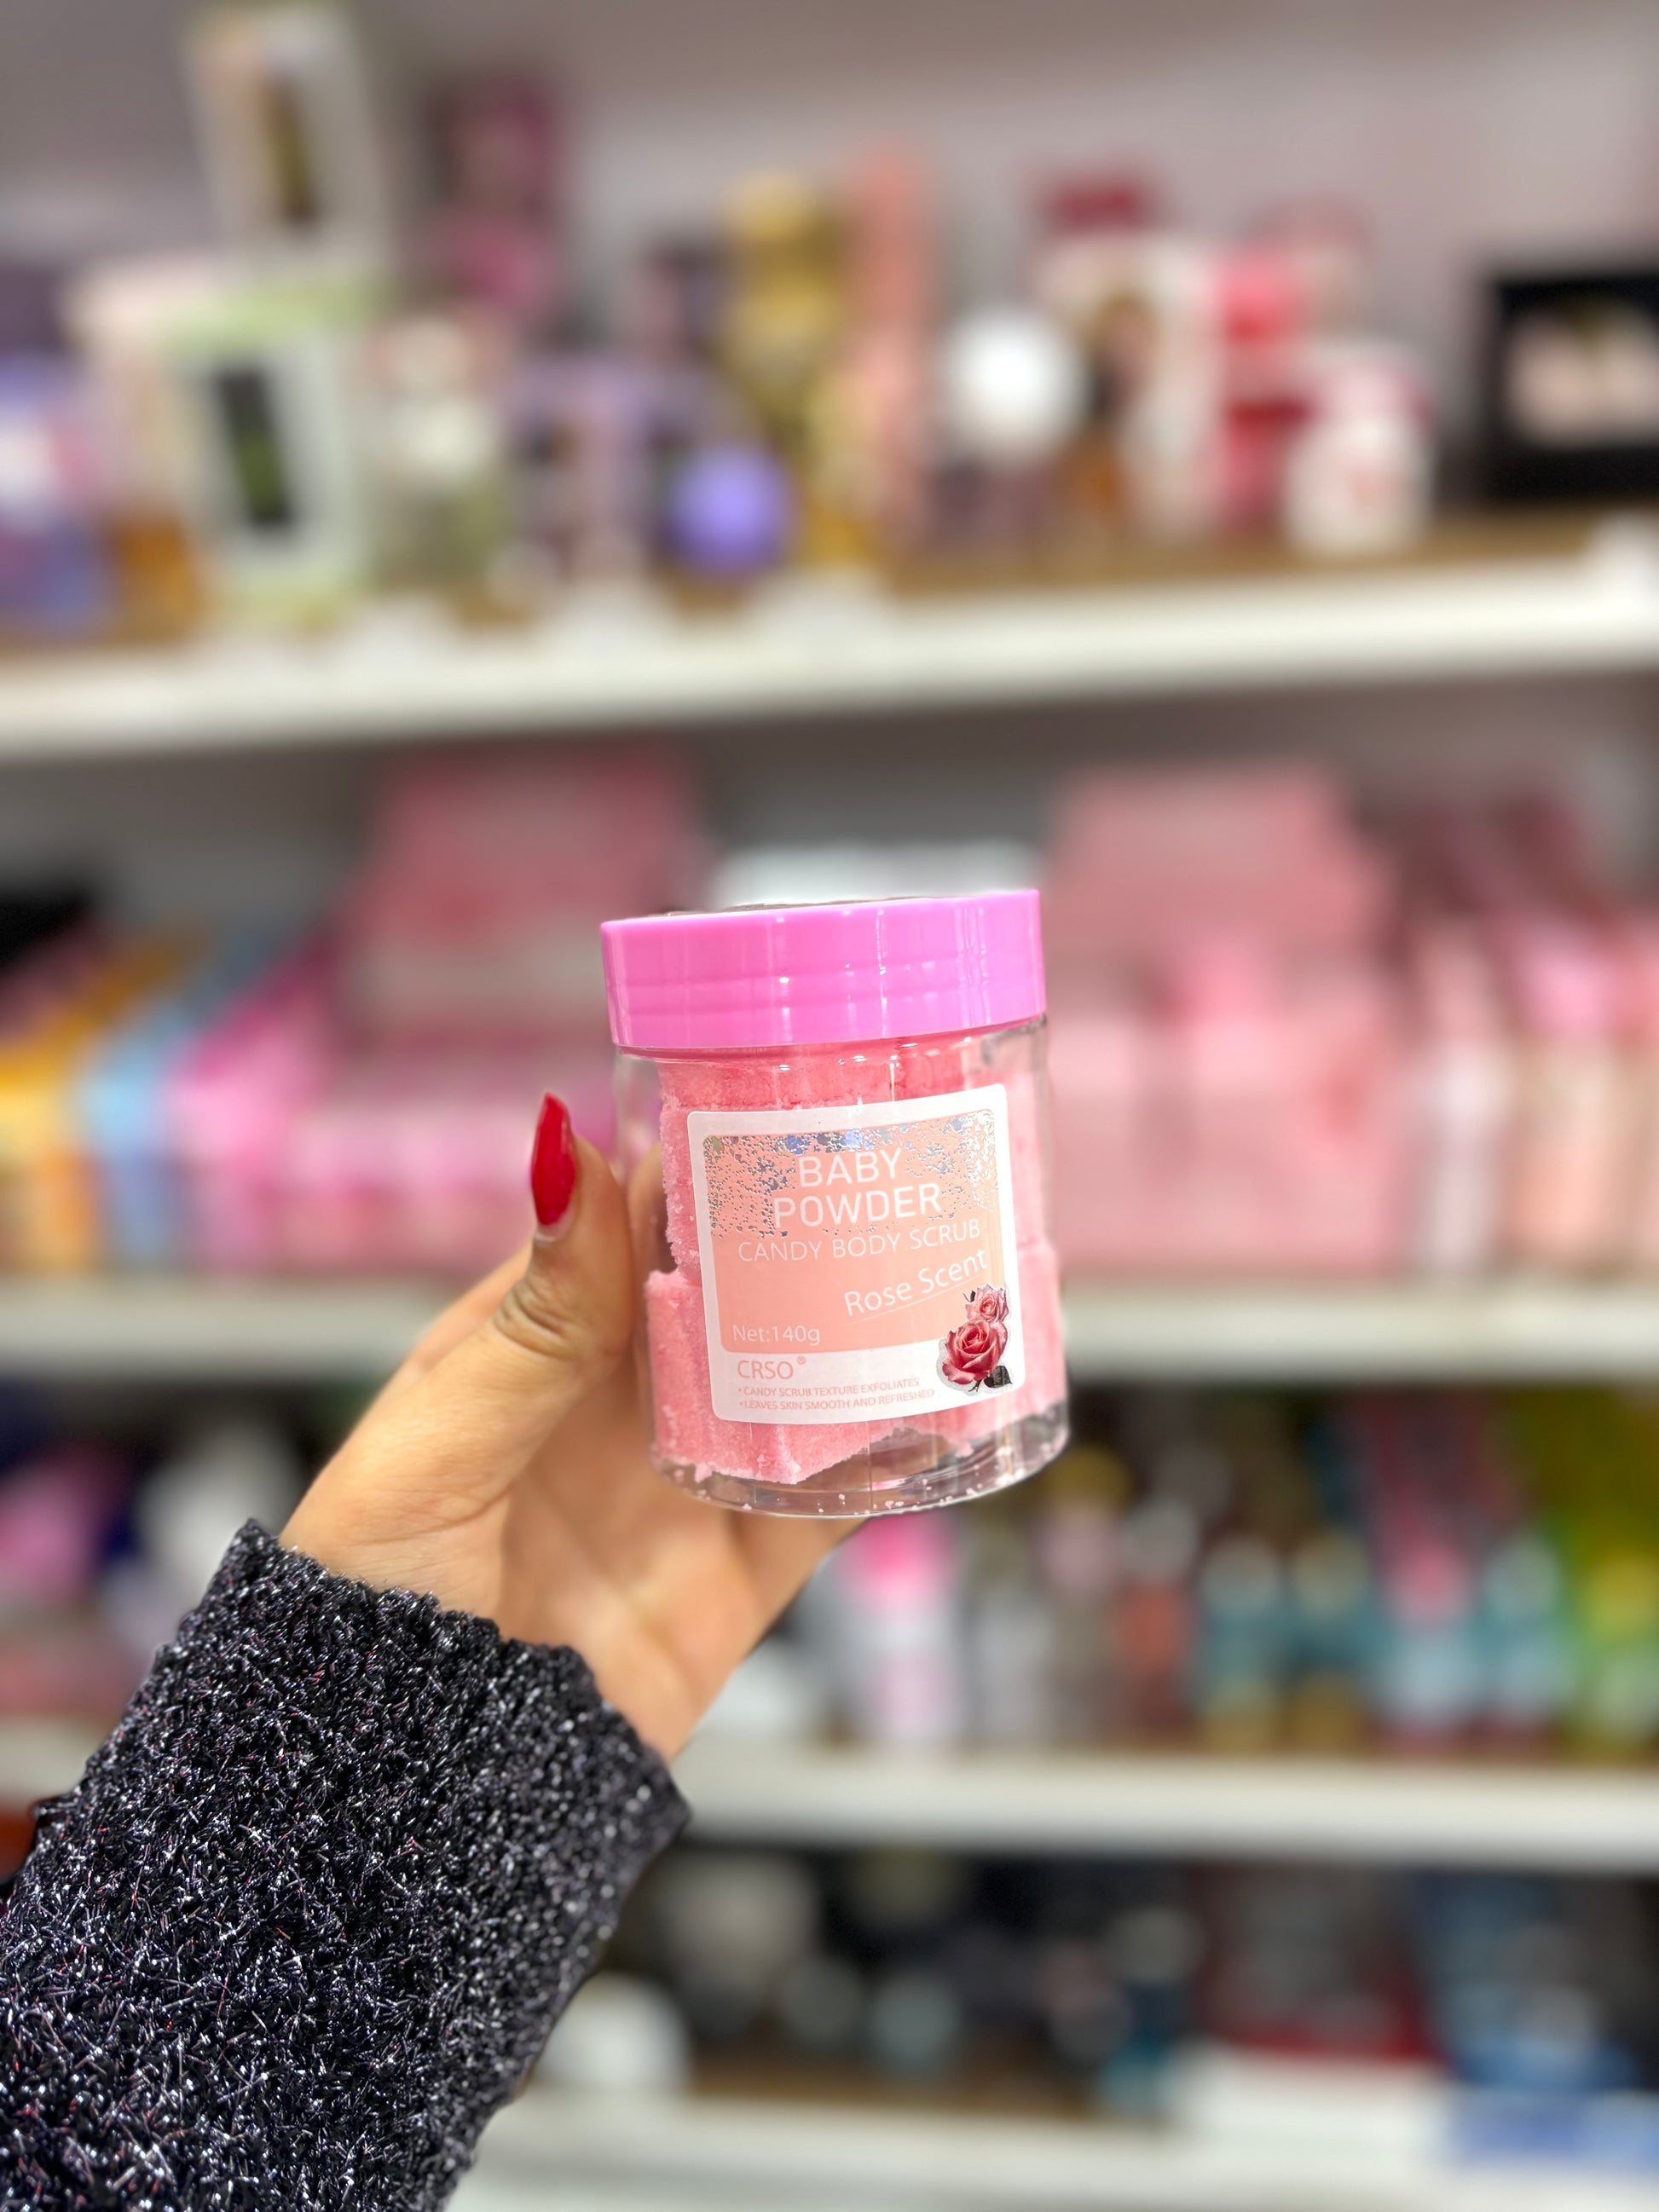 BABY
POWDER
CANDY BODY SCRUB
Rose Scent
Net:140g
CRSO®
•CANDY SCRUB TEXTURE EXFOLIATES
•LEAVES SKIN SMOOTH AND REFRESHED